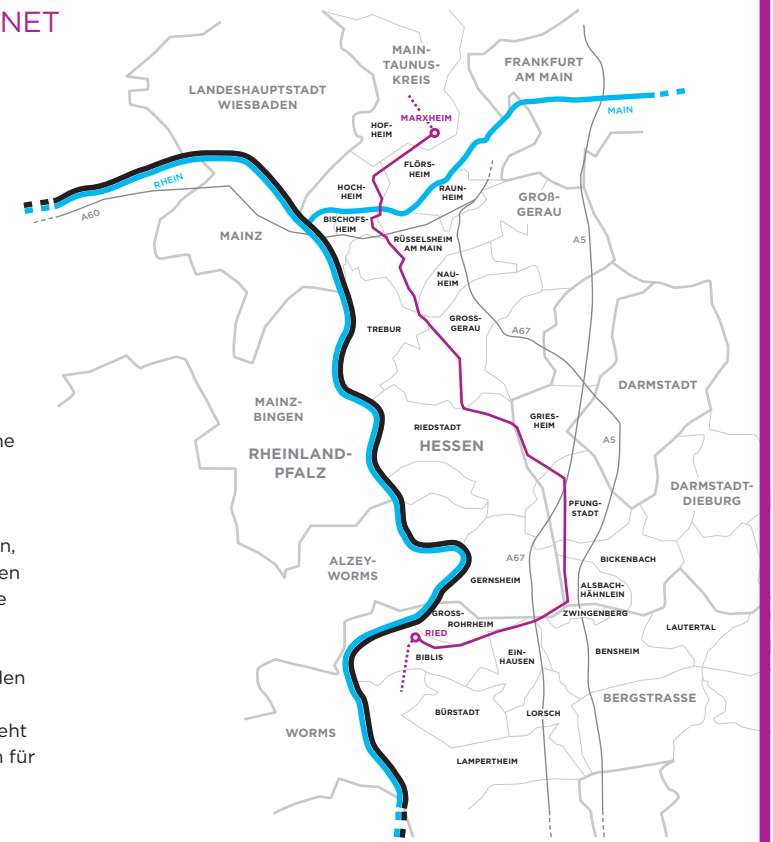 NET
MAIN-
TAUNUS-
KREIS
FRANKFURT
AM MAIN
LANDESHAUPTSTADT
WIESBADEN
MAIN
MARXHEIM
HOF-
HEIM
FLÖRS-
HEIM
RHEIN
HOCH-
HEIM
RAUN-
HEIM
GROẞ-
GERAU
A60
BISCHOFS-
HEIM
MAINZ
RÜSSELSHEIM
AM MAIN
A5
NAU-
HEIM
TREBUR
GROSS-
GERAU
A67
DARMSTADT
MAINZ-
BINGEN
GRIES-
HEIM
RIEDSTADT
HESSEN
A5
ne
RHEINLAND-
PFALZ
DARMSTADT-
DIEBURG
PFUNG-
STADT
n,
en
e
ALZEY-
WORMS
A67
BICKENBACH
GERNSHEIM
ALSBACH-
HÄHNLEIN
GROSS-
ROHRHEIM
ZWINGENBERG
LAUTERTAL
RIED
BIBLIS
EIN-
HAUSEN
BENSHEIM
den
BERGSTRASSE
eht
n für
WORMS
BÜRSTADT
LORSCH
LAMPERTHEIM